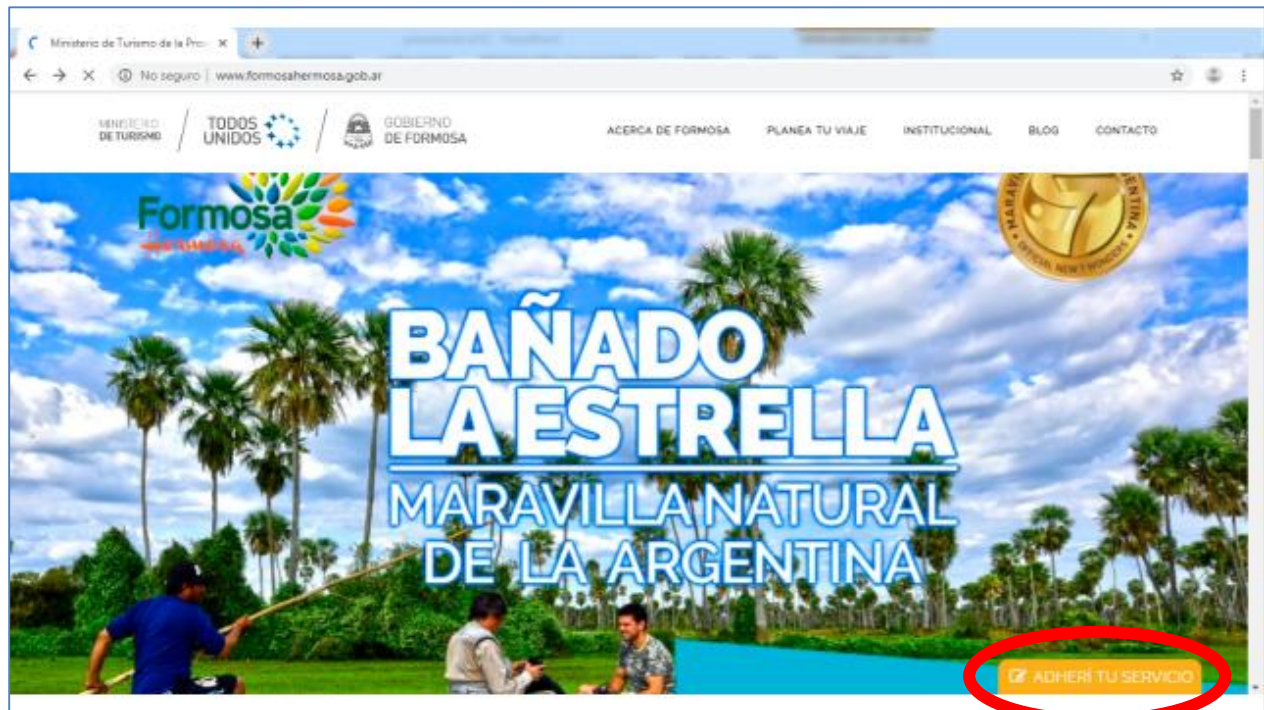 Ministerio de Turismo de la Pro
No seguro | www.formosahermosa.gob.ar
MINISTERIO
DE TURISMO
TODOS
UNIDOS
GOBIERNO
DE FORMOSA
ACERCA DE FORMOSA
PLANEA TU VIAJE
INSTITUCIONAL
BLOG
CONTACTO
Formosa
HERMOSA
7
BAÑADO
LA ESTRELLA
MARAVILLA NATURAL
DE LA ARGENTINA
ADHERÍ TU SERVICIO